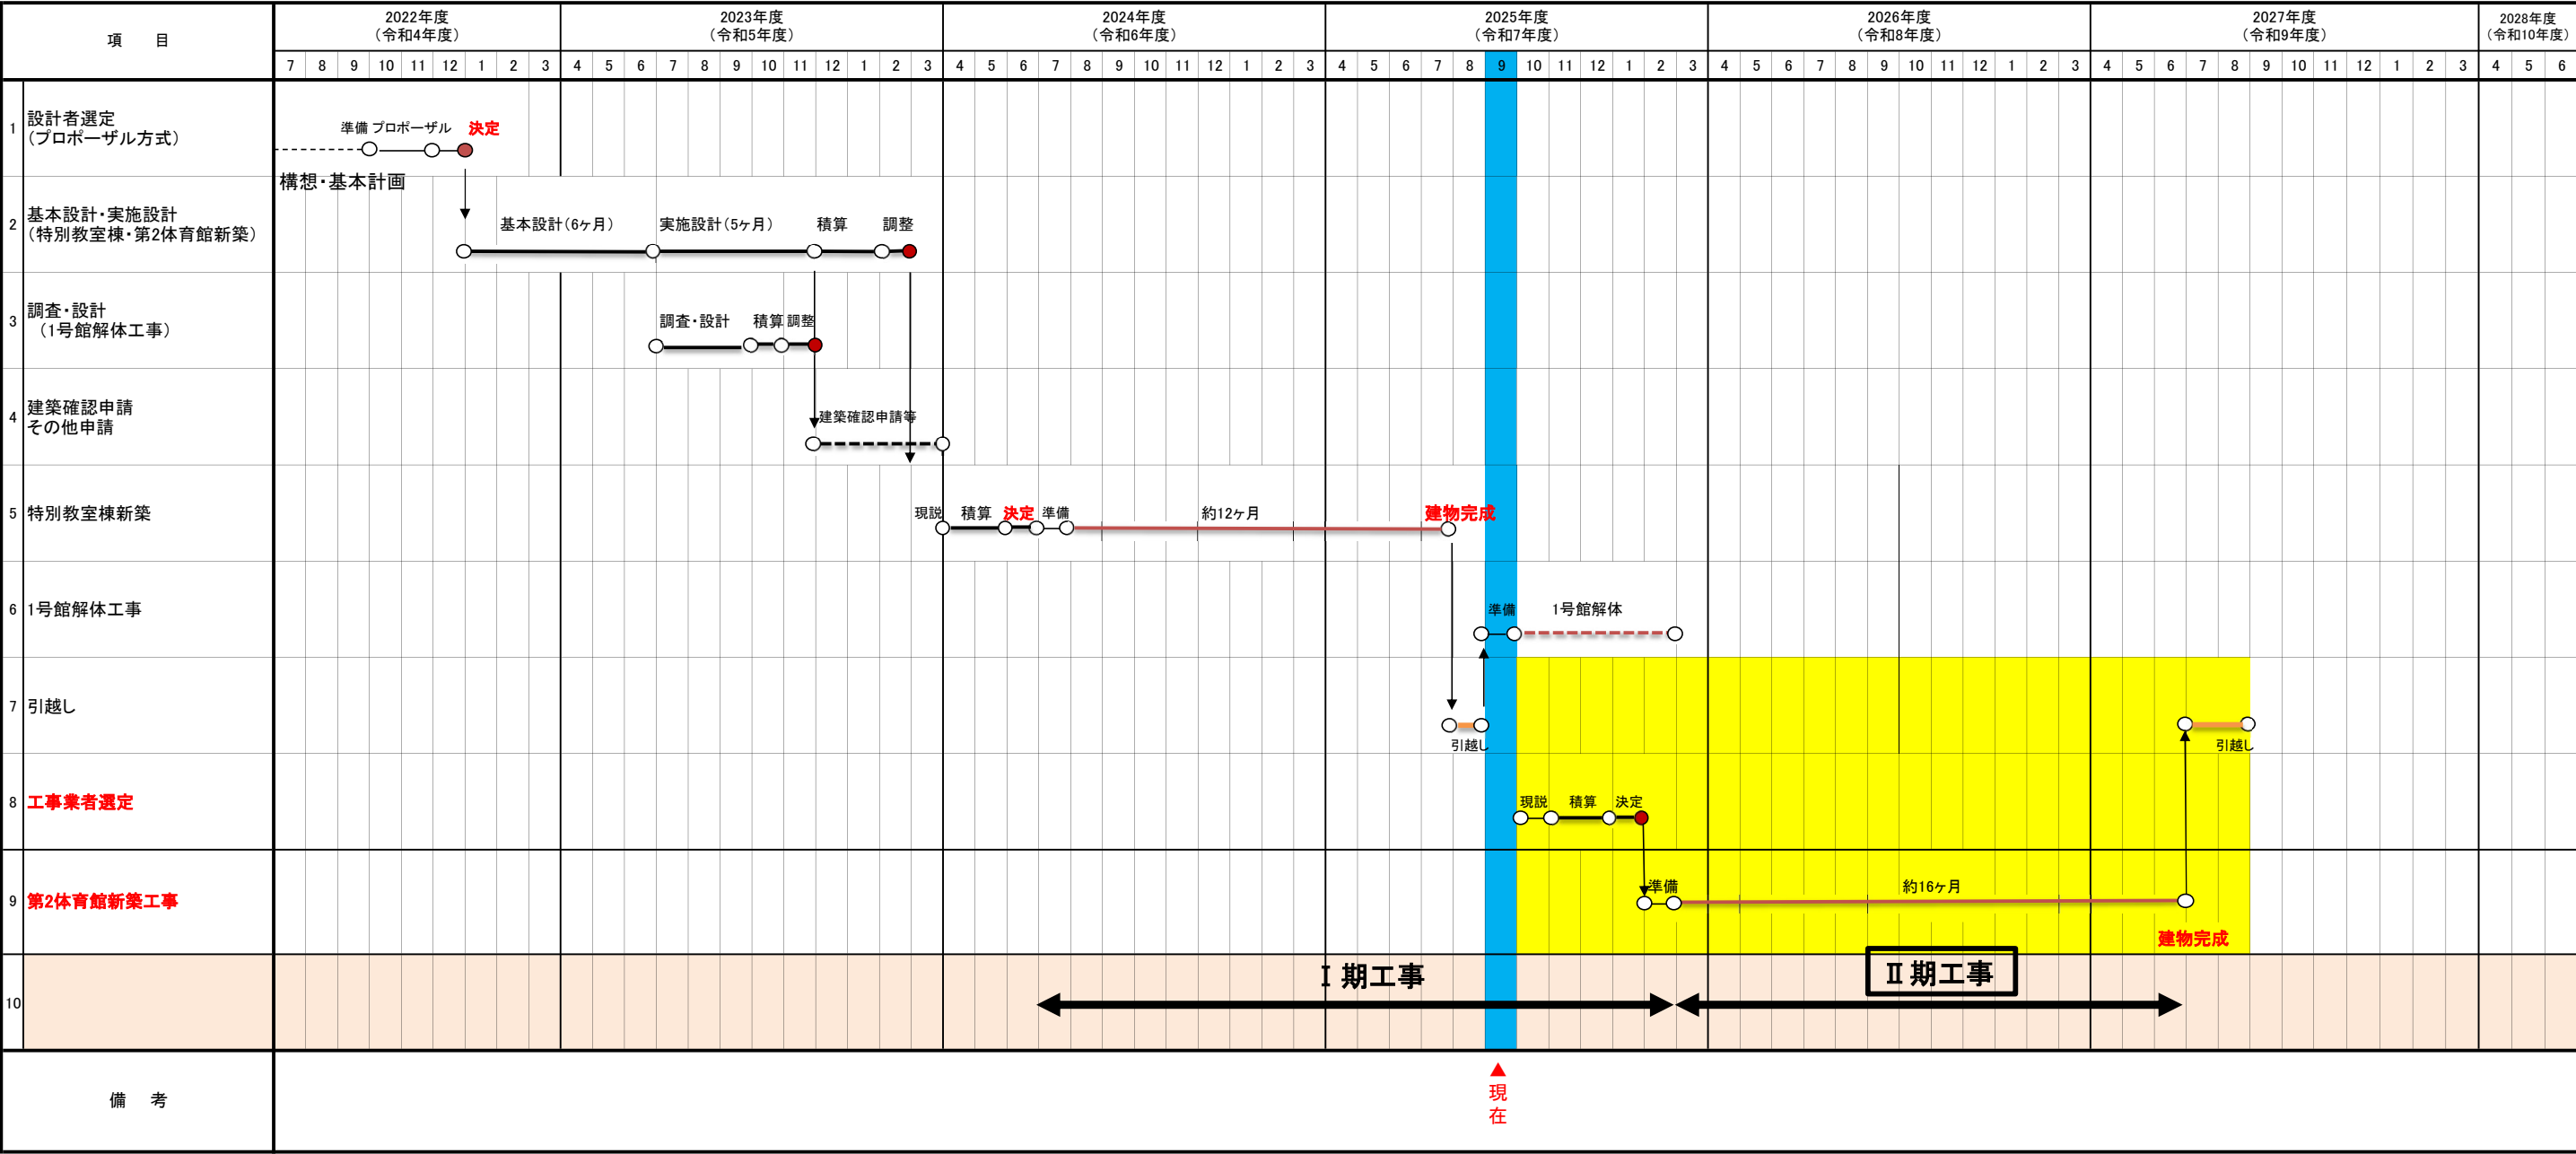 項　目
2022年度
（令和4年度）
2023年度
（令和5年度）
2024年度
（令和6年度）
2025年度
（令和7年度）
2026年度
（令和8年度）
2027年度
（令和9年度）
2028年度
（令和10年度）
7 8 9 10 11 12 1 2 3 4 5 6 7 8 9 10 11 12 1 2 3 4 5 6 7 8 9 10 11 12 1 2 3 4 5 6 7 8 9 10 11 12 1 2 3 4 5 6 7 8 9 10 11 12 1 2 3 4 5 6 7 8 9 10 11 12 1 2 3 4 5 6
1 設計者選定
（プロポーザル方式）
準備 プロポーザル 決定
構想・基本計画
2 基本設計・実施設計
（特別教室棟・第2体育館新築）
基本設計（6ヶ月） 実施設計（5ヶ月） 積算 調整
3 調査・設計
（1号館解体工事）
調査・設計 積算 調整
4 建築確認申請
その他申請
建築確認申請等
5 特別教室棟新築
現説 積算 決定 準備 約12ヶ月 建物完成
6 1号館解体工事
準備 1号館解体
7 引越し
引越し 引越し
8 工事業者選定
現説 積算 決定
9 第2体育館新築工事
準備 約16ヶ月
建物完成
10
Ⅰ期工事 Ⅱ期工事
備　考
▲
現
在